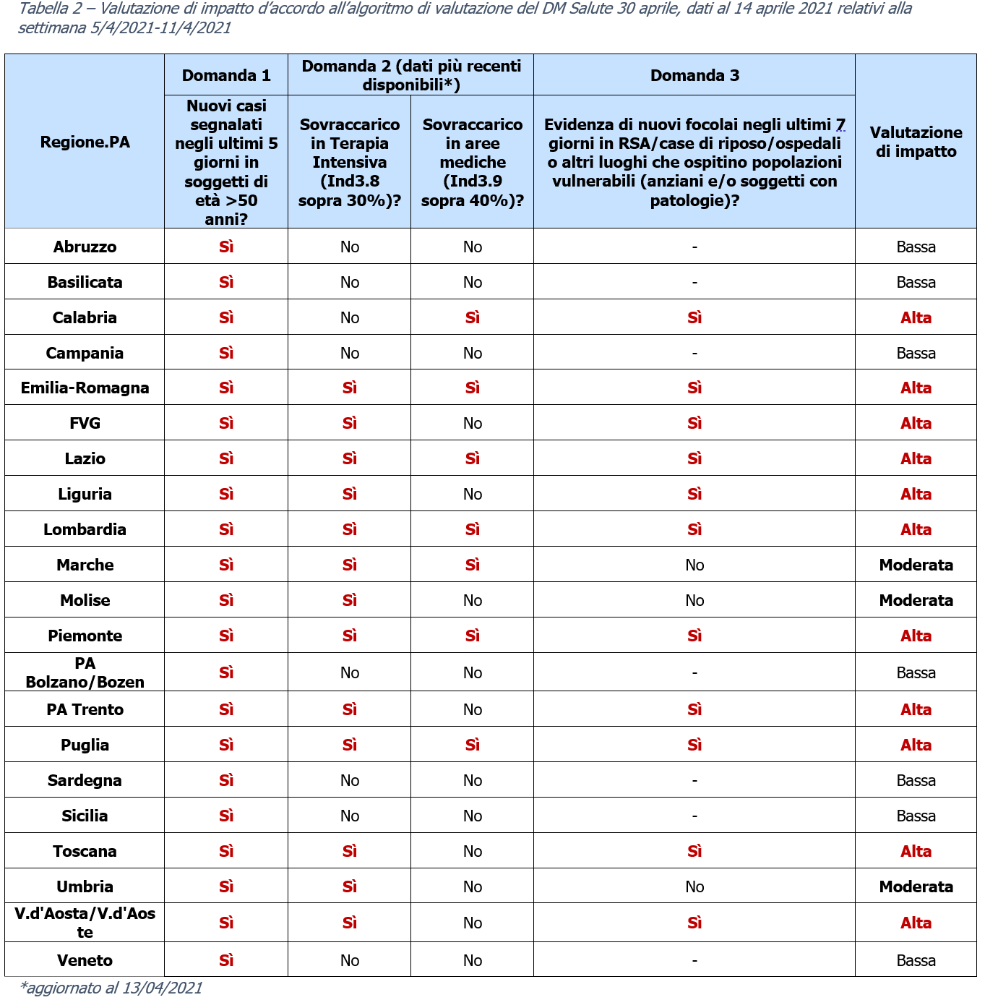 Tabella 2 – Valutazione di impatto d’accordo all’algoritmo di valutazione del DM Salute 30 aprile, dati al 14 aprile 2021 relativi alla
settimana 5/4/2021-11/4/2021
Regione.PA
Domanda 1
Domanda 2 (dati più recenti
disponibili*)
Domanda 3
Valutazione
di impatto
Nuovi casi
segnalati
negli ultimi 5
giorni in
soggetti di
età >50
anni?
Sovraccarico
in Terapia
Intensiva
(Ind3.8
sopra 30%)?
Sovraccarico
in aree
mediche
(Ind3.9
sopra 40%)?
Evidenza di nuovi focolai negli ultimi 7
giorni in RSA/case di riposo/ospedali
o altri luoghi che ospitino popolazioni
vulnerabili (anziani e/o soggetti con
patologie)?
Abruzzo Sì No No - Bassa
Basilicata Sì No No - Bassa
Calabria Sì No Sì Sì Alta
Campania Sì No No - Bassa
Emilia-Romagna Sì Sì Sì Sì Alta
FVG Sì Sì No Sì Alta
Lazio Sì Sì Sì Sì Alta
Liguria Sì Sì No Sì Alta
Lombardia Sì Sì Sì Sì Alta
Marche Sì Sì Sì No Moderata
Molise Sì Sì No No Moderata
Piemonte Sì Sì Sì Sì Alta
PA
Bolzano/Bozen Sì No No - Bassa
PA Trento Sì Sì No Sì Alta
Puglia Sì Sì Sì Sì Alta
Sardegna Sì No No - Bassa
Sicilia Sì No No - Bassa
Toscana Sì Sì No Sì Alta
Umbria Sì Sì No No Moderata
V.d'Aosta/V.d'Aos
te Sì Sì No Sì Alta
Veneto Sì No No - Bassa
*aggiornato al 13/04/2021